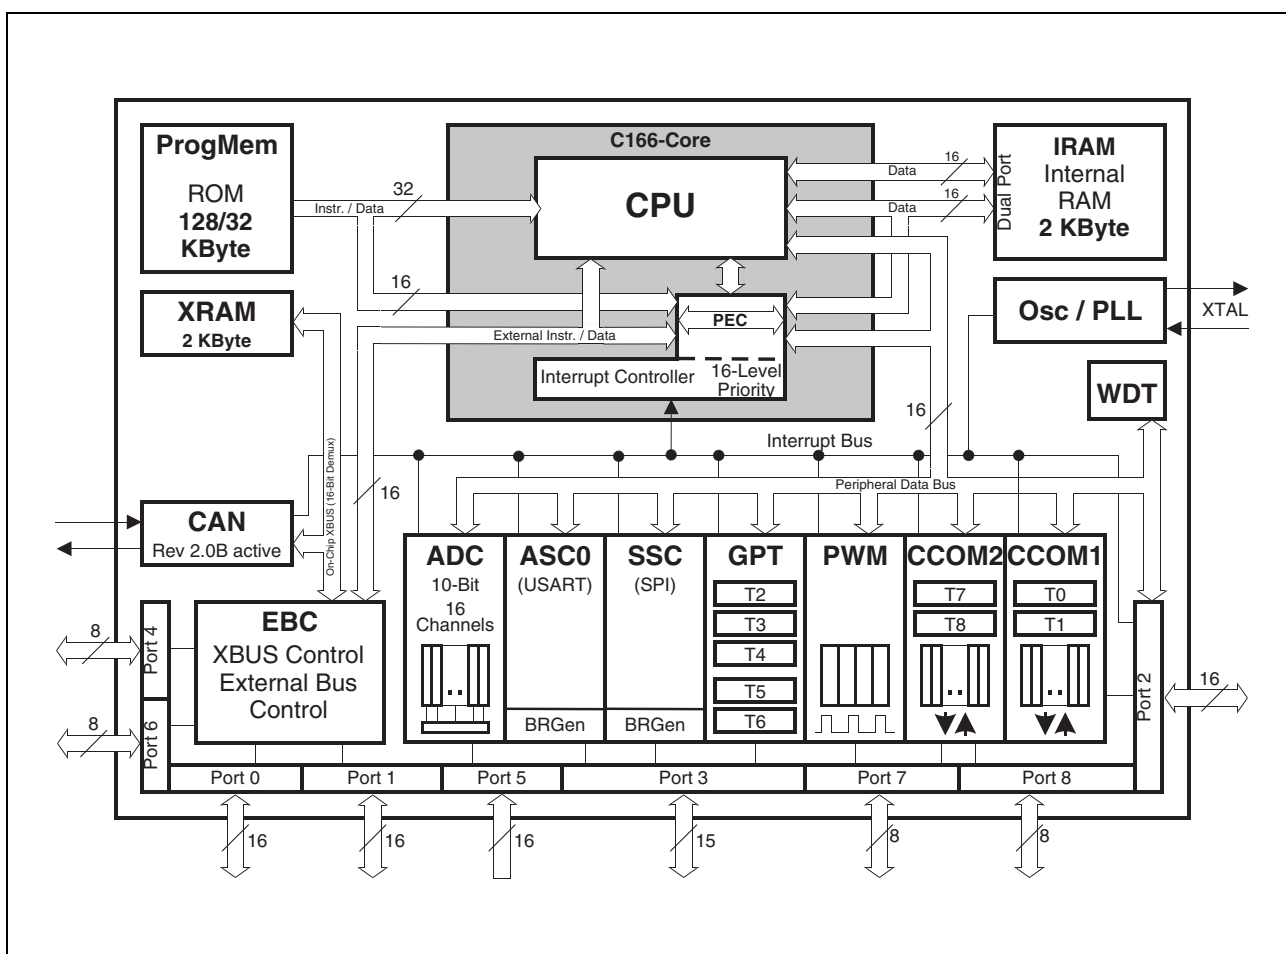 C166-Core
ProgMem
ROM
128/32
KByte
32
Instr. / Data
CPU
16
Data
16
Data
Dual Port
IRAM
Internal
RAM
2 KByte
XRAM
2 KByte
16
External Instr. / Data
PEC
Interrupt Controller
16-Level
Priority
Osc / PLL
XTAL
WDT
16
Interrupt Bus
Peripheral Data Bus
On-Chip XBUS (16-Bit Demux)
16
CAN
Rev 2.0B active
EBC
XBUS Control
External Bus
Control
8
Port 4
8
Port 6
ADC
10-Bit
16
Channels
ASC0
(USART)
BRGen
SSC
(SPI)
BRGen
GPT
T2
T3
T4
T5
T6
PWM
CCOM2
T7
T8
CCOM1
T0
T1
Port 2
16
Port 0
Port 1
Port 5
Port 3
Port 7
Port 8
16
16
16
15
8
8